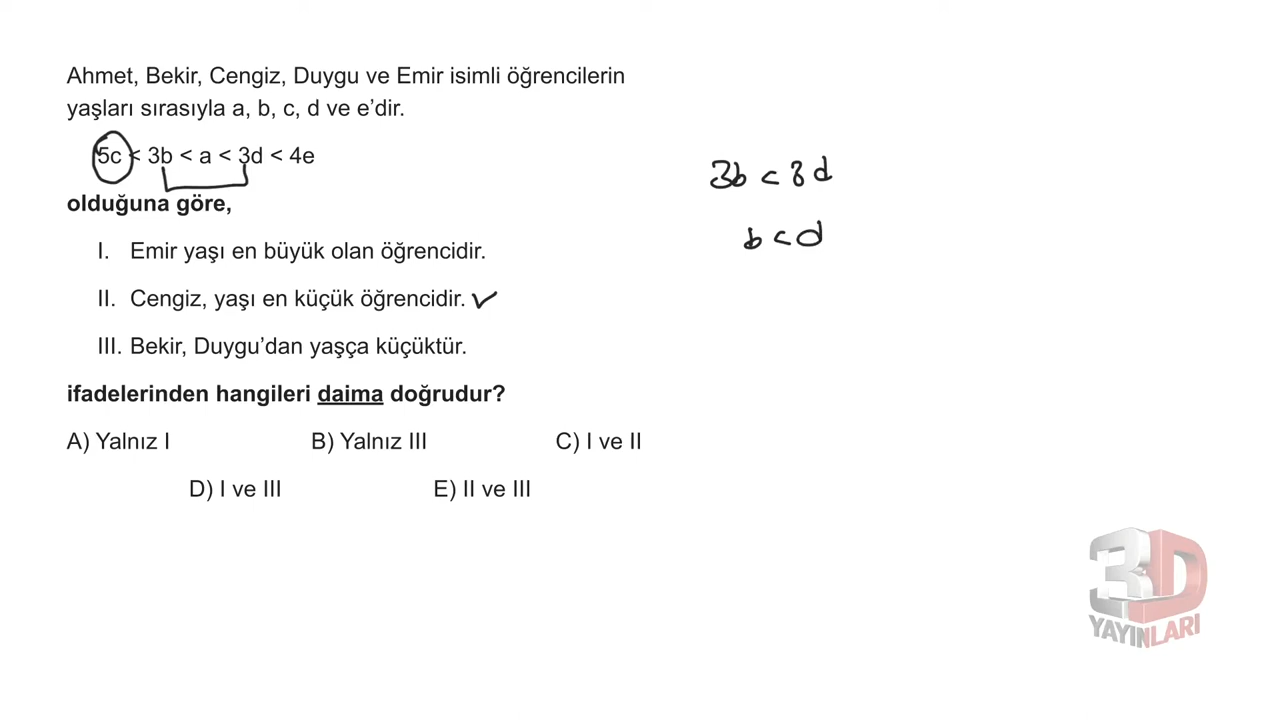 Ahmet, Bekir, Cengiz, Duygu ve Emir isimli öğrencilerin
yaşları sırasıyla a, b, c, d ve e'dir.
5c < 3b < a < 3d < 4e
olduğuna göre,
I. Emir yaşı en büyük olan öğrencidir.
II. Cengiz, yaşı en küçük öğrencidir. ✓
III. Bekir, Duygu'dan yaşça küçüktür.
ifadelerinden hangileri daima doğrudur?
A) Yalnız I B) Yalnız III C) I ve II
D) I ve III E) II ve III
3b < 3d
b < d
3D
YAYINLARI